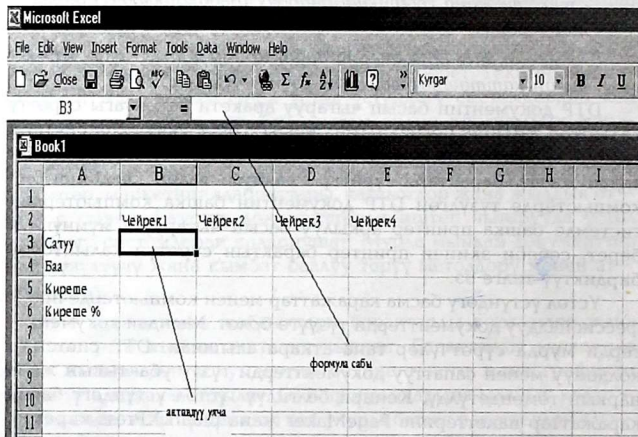 Microsoft Excel
File Edit View Insert Format Tools Data Window Help
Close Σ f* Kyrgar 10 B I U
B3 =
Book1
A B C D E F G H I
1
2 Чейрек1 Чейрек2 Чейрек3 Чейрек4
3 Сатуу
4 Баа
5 Киреше
6 Киреше %
7
8
формула сабы
9
10
активдүү уяча
11